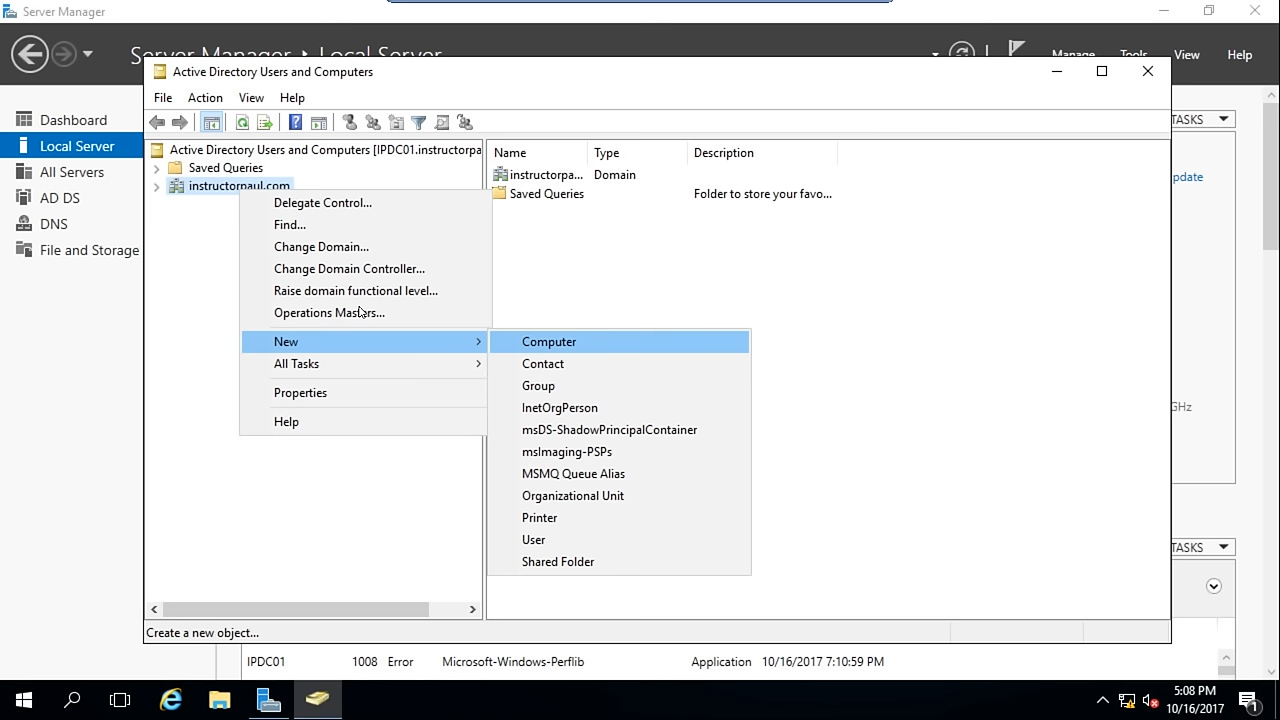 Server Manager
Server Manager • Local Server
Manage Tools View Help
Active Directory Users and Computers
File Action View Help
Dashboard
Local Server
All Servers
AD DS
DNS
File and Storage
Active Directory Users and Computers [IPDC01.instructorpa
Saved Queries
instructorpaul.com
Name Type Description
instructorpa... Domain
Saved Queries Folder to store your favo...
TASKS
update
GHz
TASKS
Delegate Control...
Find...
Change Domain...
Change Domain Controller...
Raise domain functional level...
Operations Masters...
New
All Tasks
Properties
Help
Computer
Contact
Group
InetOrgPerson
msDS-ShadowPrincipalContainer
msImaging-PSPs
MSMQ Queue Alias
Organizational Unit
Printer
User
Shared Folder
Create a new object...
IPDC01 1008 Error Microsoft-Windows-Perflib Application 10/16/2017 7:10:59 PM
5:08 PM
10/16/2017
1